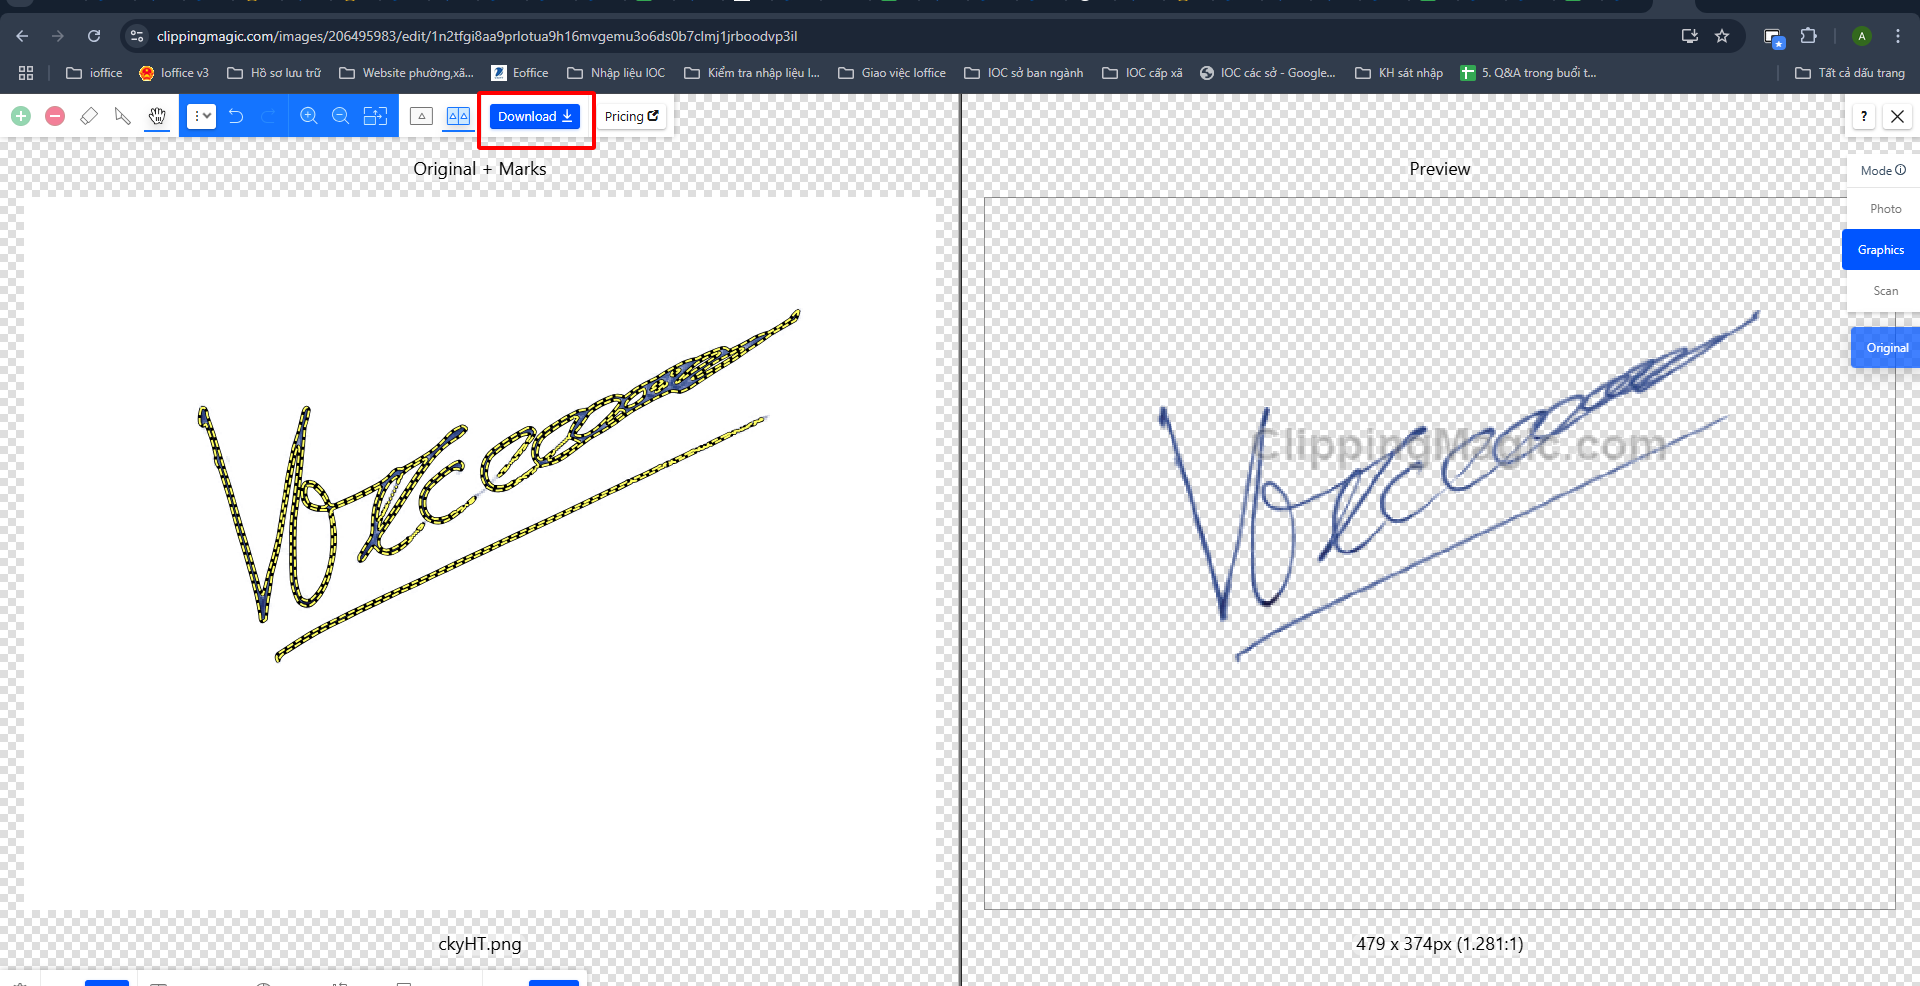 clippingmagic.com/images/206495983/edit/1n2tfgi8aa9prlotua9h16mvgemu3o6ds0b7clmj1jrboodvp3il
A
ioffice Ioffice v3 Hồ sơ lưu trữ Website phường,xã... Eoffice Nhập liệu IOC Kiểm tra nhập liệu I... Giao việc Ioffice IOC sở ban ngành IOC cấp xã IOC các sở - Google... KH sát nhập 5. Q&A trong buổi t... Tất cả dấu trang
Download Pricing ?
Original + Marks Preview
Mode
Photo
Graphics
Scan
Original
ClippingMagic.com
ckyHT.png 479 x 374px (1.281:1)